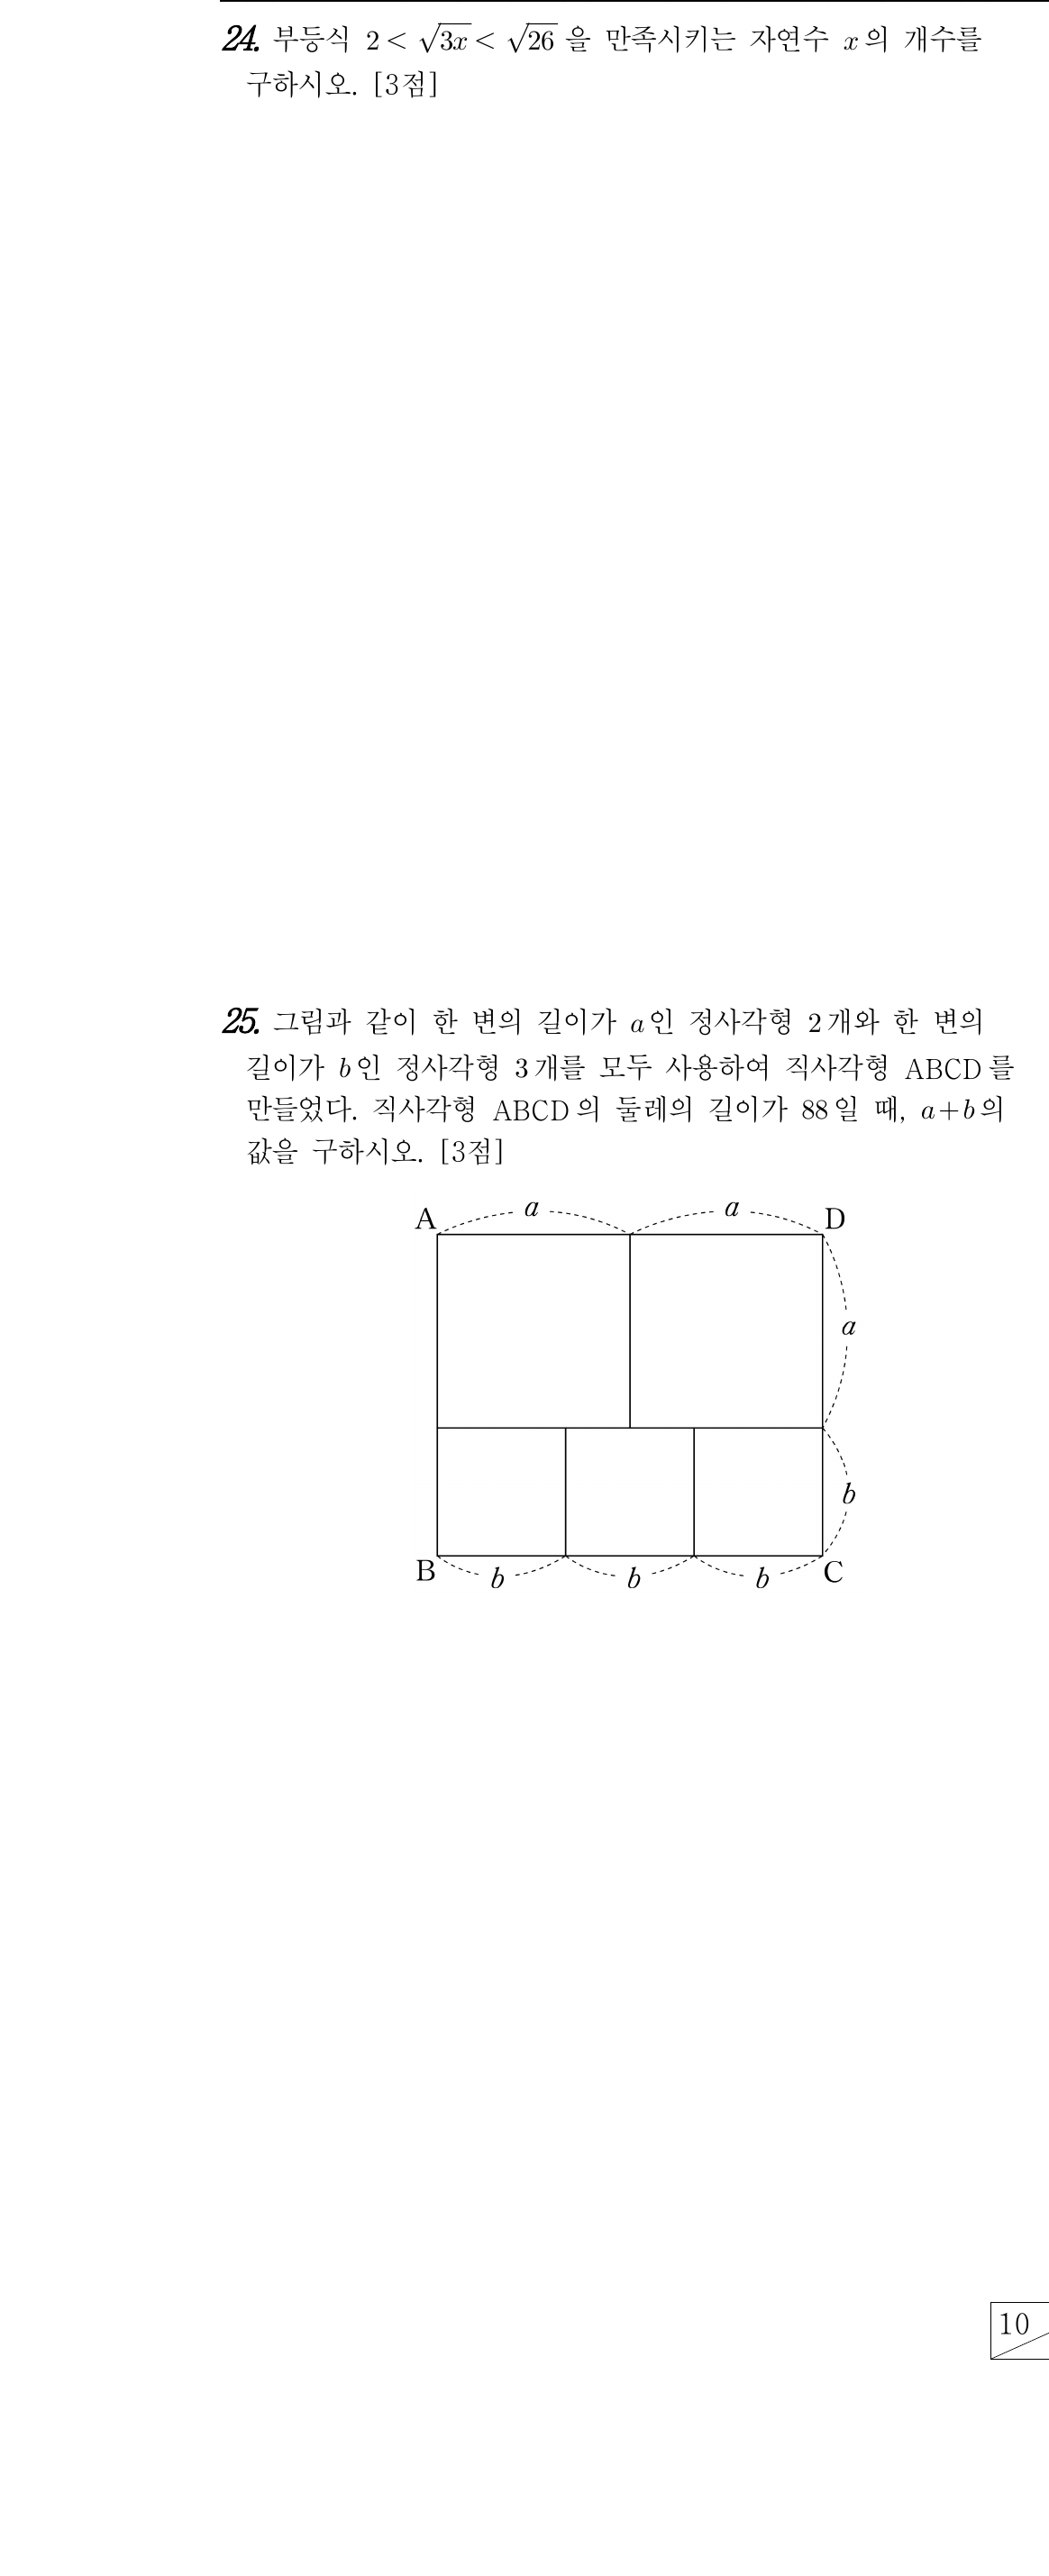 24. 부등식 2 < √3x < √26 을 만족시키는 자연수 x의 개수를
구하시오. [3점]
25. 그림과 같이 한 변의 길이가 a인 정사각형 2개와 한 변의
길이가 b인 정사각형 3개를 모두 사용하여 직사각형 ABCD를
만들었다. 직사각형 ABCD의 둘레의 길이가 88일 때, a+b의
값을 구하시오. [3점]
A a a D
a
b
B b b b C
10